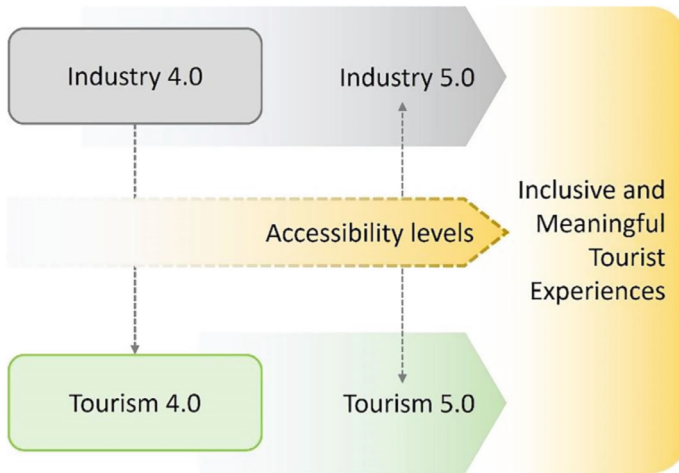 Industry 4.0
Industry 5.0
Accessibility levels
Inclusive and
Meaningful
Tourist
Experiences
Tourism 4.0
Tourism 5.0